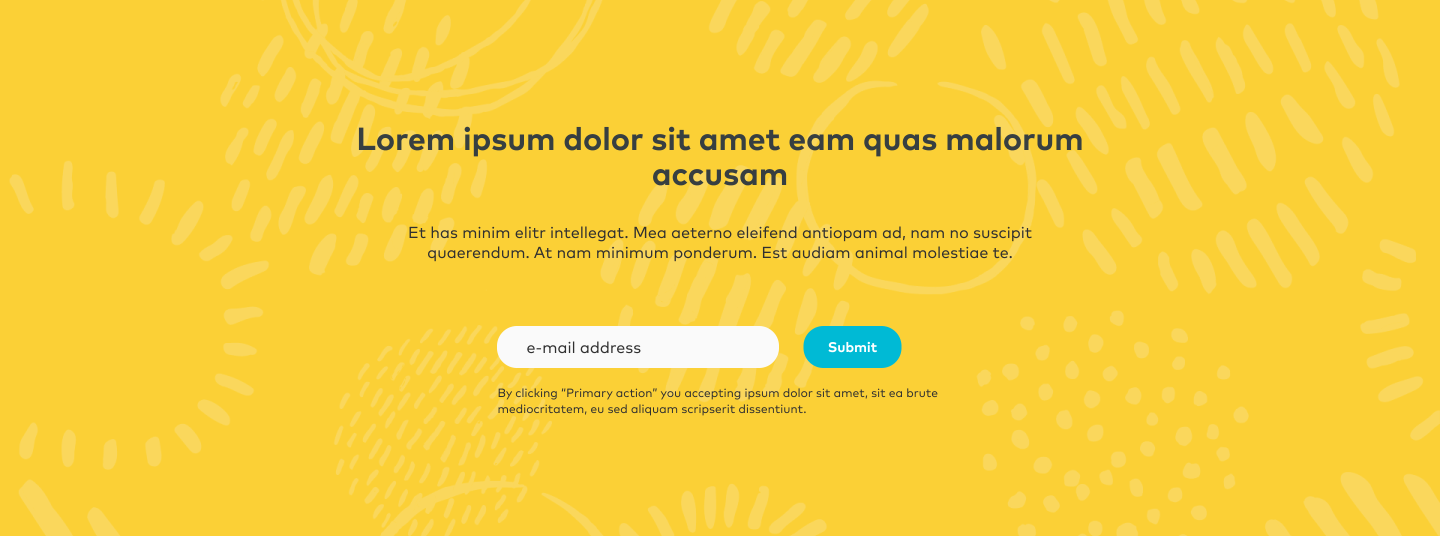 Lorem ipsum dolor sit amet eam quas malorum
accusam
Et has minim elitr intellegat. Mea aeterno eleifend antiopam ad, nam no suscipit
quaerendum. At nam minimum ponderum. Est audiam animal molestiae te.
e-mail address
Submit
By clicking “Primary action” you accepting ipsum dolor sit amet, sit ea brute
mediocritatem, eu sed aliquam scripserit dissentiunt.